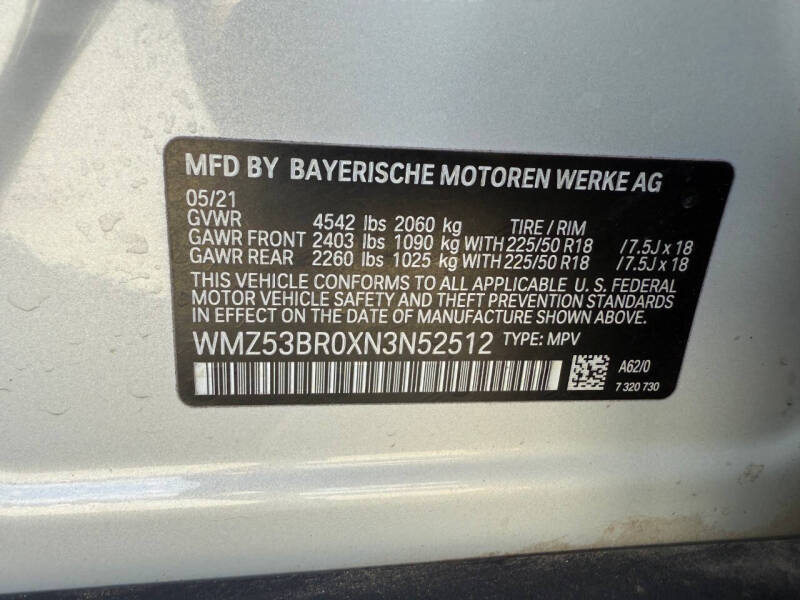 MFD BY BAYERISCHE MOTOREN WERKE AG
05/21
GVWR 4542 lbs 2060 kg TIRE / RIM
GAWR FRONT 2403 lbs 1090 kg WITH 225/50 R18 /7.5J x 18
GAWR REAR 2260 lbs 1025 kg WITH 225/50 R18 /7.5J x 18
THIS VEHICLE CONFORMS TO ALL APPLICABLE U. S. FEDERAL
MOTOR VEHICLE SAFETY AND THEFT PREVENTION STANDARDS
IN EFFECT ON THE DATE OF MANUFACTURE SHOWN ABOVE.
WMZ53BR0XN3N52512 TYPE: MPV
A62/0
7 320 730